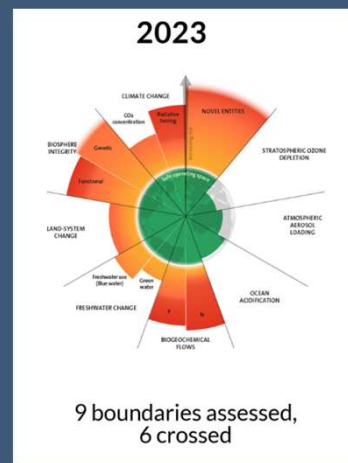 2023
CLIMATE CHANGE
CO₂
concentration
Radiative
forcing
NOVEL ENTITIES
STRATOSPHERIC OZONE
DEPLETION
ATMOSPHERIC
AEROSOL
LOADING
OCEAN
ACIDIFICATION
BIOGEOCHEMICAL
FLOWS
P
N
FRESHWATER CHANGE
Freshwater use
(Blue water)
Green
water
LAND-SYSTEM
CHANGE
BIOSPHERE
INTEGRITY
Genetic
Functional
Safe operating space
Increasing risk
9 boundaries assessed,
6 crossed